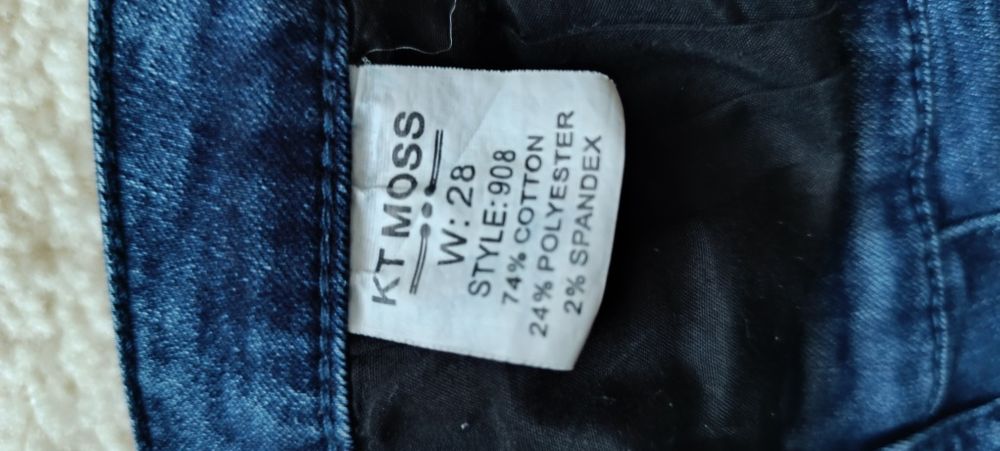 KT MOSS
W: 28
STYLE: 908
74% COTTON
24% POLYESTER
2% SPANDEX